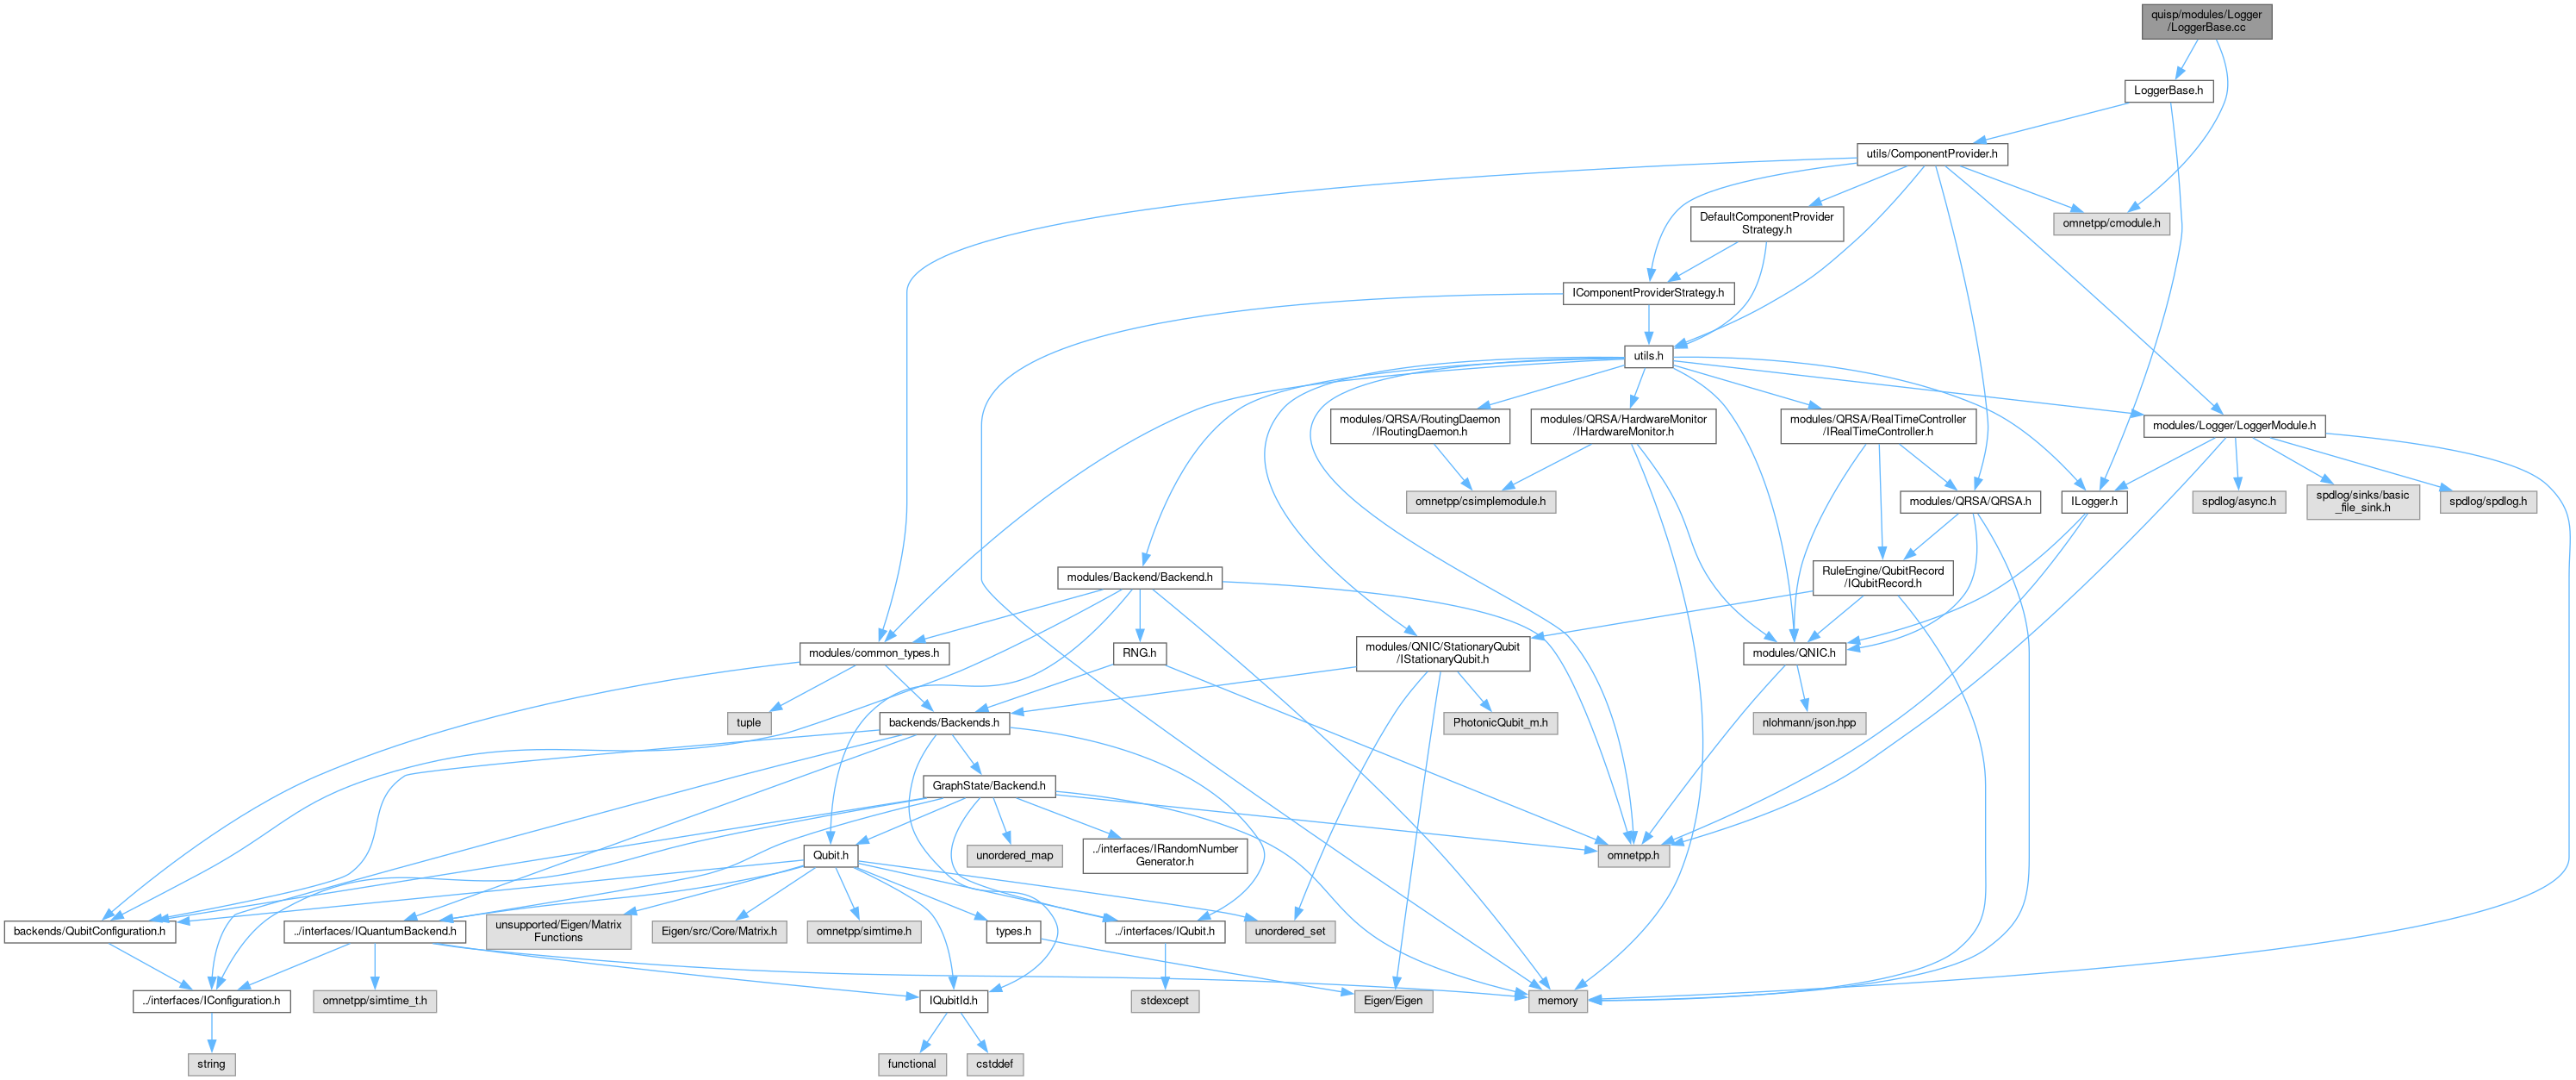 quisp/modules/Logger
/LoggerBase.cc
LoggerBase.h
utils/ComponentProvider.h
DefaultComponentProvider
Strategy.h
omnetpp/cmodule.h
IComponentProviderStrategy.h
utils.h
modules/QRSA/RoutingDaemon
/IRoutingDaemon.h
modules/QRSA/HardwareMonitor
/IHardwareMonitor.h
modules/QRSA/RealTimeController
/IRealTimeController.h
modules/Logger/LoggerModule.h
omnetpp/csimplemodule.h
modules/QRSA/QRSA.h
ILogger.h
spdlog/async.h
spdlog/sinks/basic
_file_sink.h
spdlog/spdlog.h
modules/Backend/Backend.h
RuleEngine/QubitRecord
/IQubitRecord.h
modules/common_types.h
RNG.h
modules/QNIC/StationaryQubit
/IStationaryQubit.h
modules/QNIC.h
tuple
backends/Backends.h
PhotonicQubit_m.h
nlohmann/json.hpp
GraphState/Backend.h
Qubit.h
unordered_map
../interfaces/IRandomNumber
Generator.h
omnetpp.h
backends/QubitConfiguration.h
../interfaces/IQuantumBackend.h
unsupported/Eigen/Matrix
Functions
Eigen/src/Core/Matrix.h
omnetpp/simtime.h
types.h
../interfaces/IQubit.h
unordered_set
../interfaces/IConfiguration.h
omnetpp/simtime_t.h
IQubitId.h
stdexcept
Eigen/Eigen
memory
string
functional
cstddef